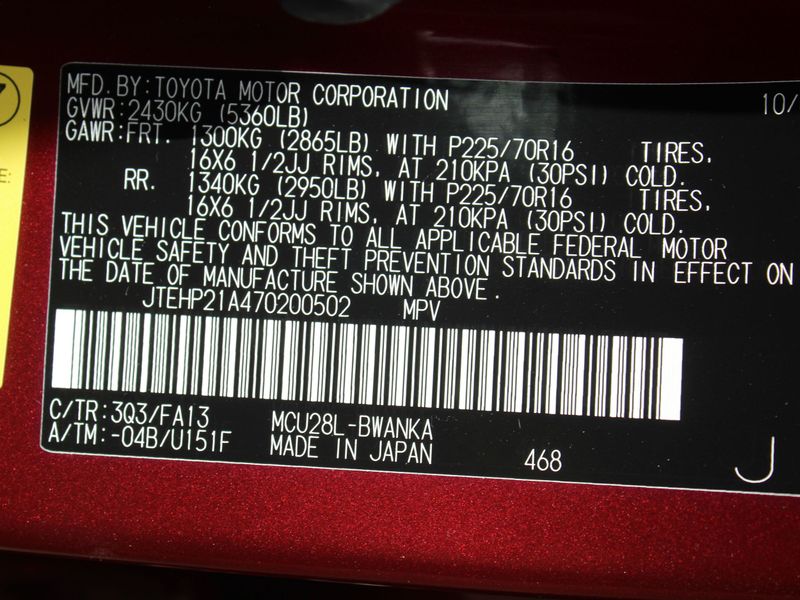 MFD. BY: TOYOTA MOTOR CORPORATION 10/
GVWR: 2430KG (5360LB)
GAWR: FRT. 1300KG (2865LB) WITH P225/70R16 TIRES,
16X6 1/2JJ RIMS, AT 210KPA (30PSI) COLD.
RR. 1340KG (2950LB) WITH P225/70R16 TIRES,
16X6 1/2JJ RIMS, AT 210KPA (30PSI) COLD.
THIS VEHICLE CONFORMS TO ALL APPLICABLE FEDERAL MOTOR
VEHICLE SAFETY AND THEFT PREVENTION STANDARDS IN EFFECT ON
THE DATE OF MANUFACTURE SHOWN ABOVE.
JTEHP21A470200502 MPV
C/TR: 3Q3/FA13 MCU28L-BWANKA
A/TM: -04B/U151F MADE IN JAPAN 468 J
E: